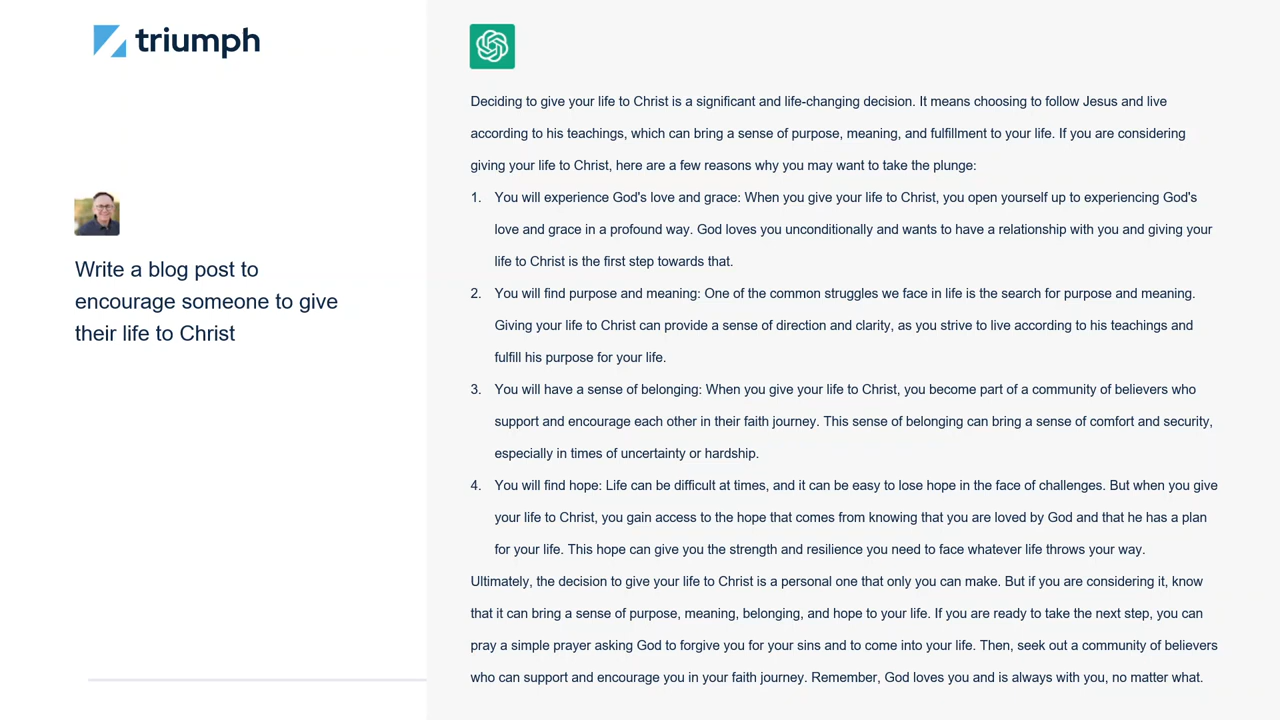 triumph
Write a blog post to
encourage someone to give
their life to Christ
Deciding to give your life to Christ is a significant and life-changing decision. It means choosing to follow Jesus and live
according to his teachings, which can bring a sense of purpose, meaning, and fulfillment to your life. If you are considering
giving your life to Christ, here are a few reasons why you may want to take the plunge:
1. You will experience God's love and grace: When you give your life to Christ, you open yourself up to experiencing God's
love and grace in a profound way. God loves you unconditionally and wants to have a relationship with you and giving your
life to Christ is the first step towards that.
2. You will find purpose and meaning: One of the common struggles we face in life is the search for purpose and meaning.
Giving your life to Christ can provide a sense of direction and clarity, as you strive to live according to his teachings and
fulfill his purpose for your life.
3. You will have a sense of belonging: When you give your life to Christ, you become part of a community of believers who
support and encourage each other in their faith journey. This sense of belonging can bring a sense of comfort and security,
especially in times of uncertainty or hardship.
4. You will find hope: Life can be difficult at times, and it can be easy to lose hope in the face of challenges. But when you give
your life to Christ, you gain access to the hope that comes from knowing that you are loved by God and that he has a plan
for your life. This hope can give you the strength and resilience you need to face whatever life throws your way.
Ultimately, the decision to give your life to Christ is a personal one that only you can make. But if you are considering it, know
that it can bring a sense of purpose, meaning, belonging, and hope to your life. If you are ready to take the next step, you can
pray a simple prayer asking God to forgive you for your sins and to come into your life. Then, seek out a community of believers
who can support and encourage you in your faith journey. Remember, God loves you and is always with you, no matter what.